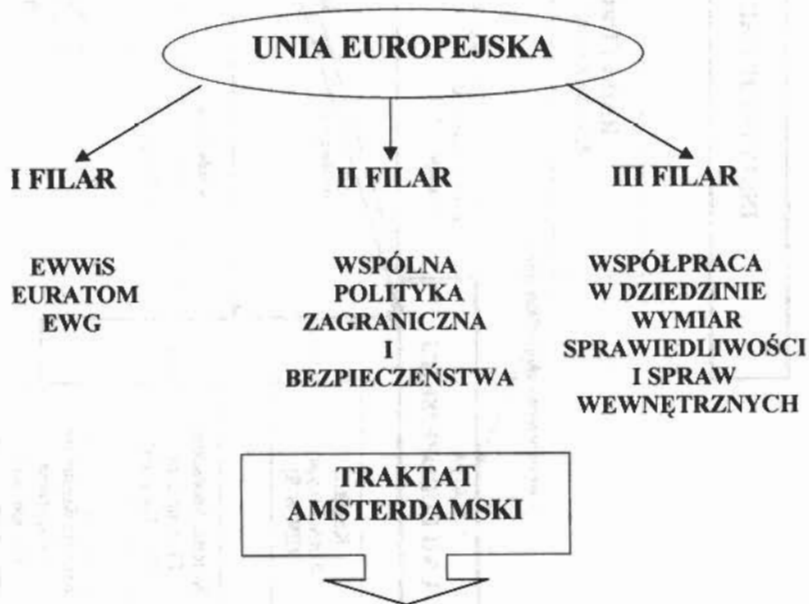 UNIA EUROPEJSKA
I FILAR
II FILAR
III FILAR
EWWiS
EURATOM
EWG
WSPÓLNA
POLITYKA
ZAGRANICZNA
I
BEZPIECZEŃSTWA
WSPÓŁPRACA
W DZIEDZINIE
WYMIAR
SPRAWIEDLIWOŚCI
I SPRAW
WEWNĘTRZNYCH
TRAKTAT
AMSTERDAMSKI